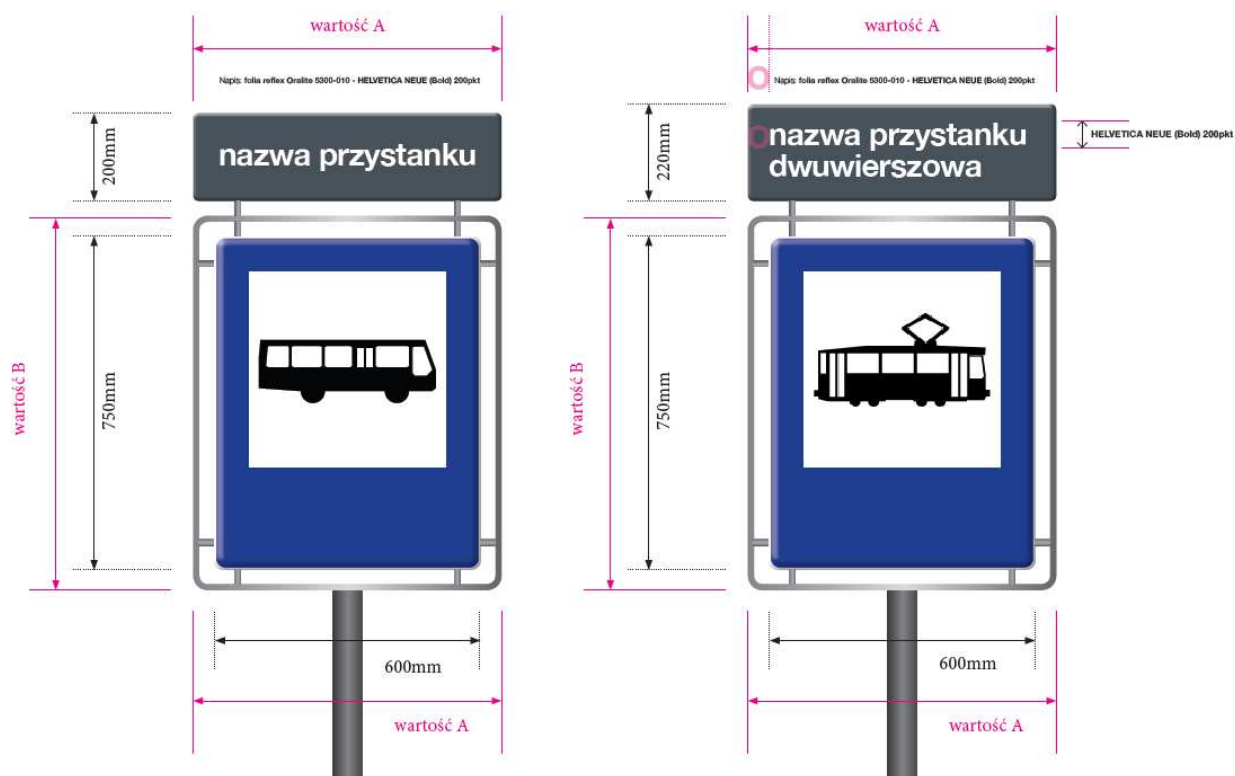 wartość A
Napis: folia reflex Oralite 5300-010 - HELVETICA NEUE (Bold) 200pkt
200mm
nazwa przystanku
wartość B
750mm
600mm
wartość A
wartość A
O Napis: folia reflex Oralite 5300-010 - HELVETICA NEUE (Bold) 200pkt
220mm
O nazwa przystanku
dwuwierszowa
HELVETICA NEUE (Bold) 200pkt
wartość B
750mm
600mm
wartość A